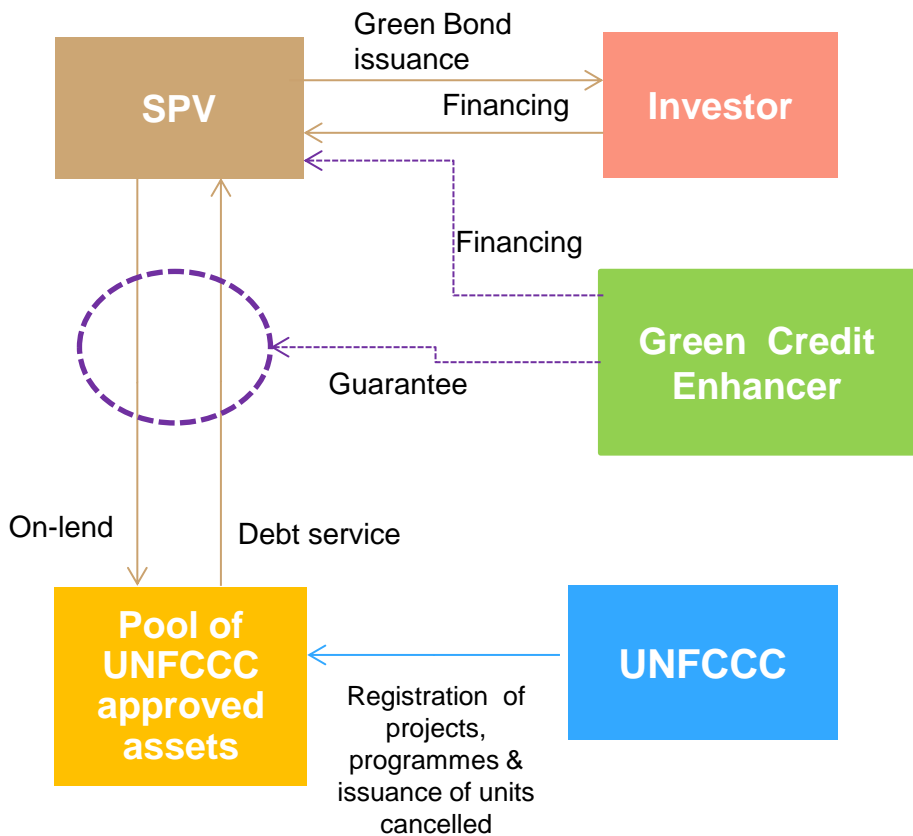 Green Bond
issuance
SPV
Investor
Financing
Financing
Green Credit
Enhancer
Guarantee
On-lend
Debt service
Pool of
UNFCCC
approved
assets
UNFCCC
Registration of
projects,
programmes &
issuance of units
cancelled